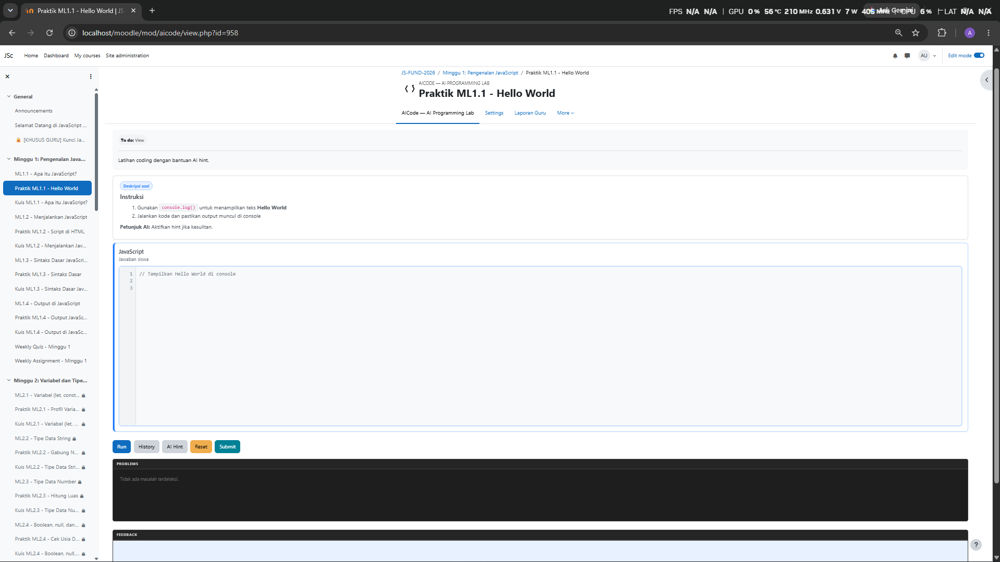 Praktik ML1.1 - Hello World | JS
FPS N/A N/A | GPU 0 % 56 °C 210 MHz 0.631 V 7 W 405 MHz | CPU 6 % LAT N/A N/A
Ask Gemini
localhost/moodle/mod/aicode/view.php?id=958
A
JSc
Home Dashboard My courses Site administration
AU
Edit mode
General
Announcements
Selamat Datang di JavaScript ...
[KHUSUS GURU] Kunci Ja...
Minggu 1: Pengenalan Java...
ML1.1 - Apa itu JavaScript?
Praktik ML1.1 - Hello World
Kuis ML1.1 - Apa itu JavaScript?
ML1.2 - Menjalankan JavaScript
Praktik ML1.2 - Script di HTML
Kuis ML1.2 - Menjalankan Jav...
ML1.3 - Sintaks Dasar JavaScri...
Praktik ML1.3 - Sintaks Dasar
Kuis ML1.3 - Sintaks Dasar Jav...
ML1.4 - Output di JavaScript
Praktik ML1.4 - Output JavaSc...
Kuis ML1.4 - Output di JavaSc...
Weekly Quiz - Minggu 1
Weekly Assignment - Minggu 1
Minggu 2: Variabel dan Tipe...
ML2.1 - Variabel (let, const...
Praktik ML2.1 - Profil Varia...
Kuis ML2.1 - Variabel (let, ...
ML2.2 - Tipe Data String
Praktik ML2.2 - Gabung N...
Kuis ML2.2 - Tipe Data Stri...
ML2.3 - Tipe Data Number
Praktik ML2.3 - Hitung Luas
Kuis ML2.3 - Tipe Data Nu...
ML2.4 - Boolean, null, dan...
Praktik ML2.4 - Cek Usia D...
Kuis ML2.4 - Boolean, null,...
JS-FUND-2026 / Minggu 1: Pengenalan JavaScript / Praktik ML1.1 - Hello World
AICODE — AI PROGRAMMING LAB
Praktik ML1.1 - Hello World
AICode — AI Programming Lab Settings Laporan Guru More
To do: View
Latihan coding dengan bantuan AI hint.
Deskripsi soal
Instruksi
1. Gunakan console.log() untuk menampilkan teks Hello World
2. Jalankan kode dan pastikan output muncul di console
Petunjuk AI: Aktifkan hint jika kesulitan.
JavaScript
Jawaban siswa
1 // Tampilkan Hello World di console
2
3
Run History AI Hint Reset Submit
PROBLEMS
Tidak ada masalah terdeteksi.
FEEDBACK
?